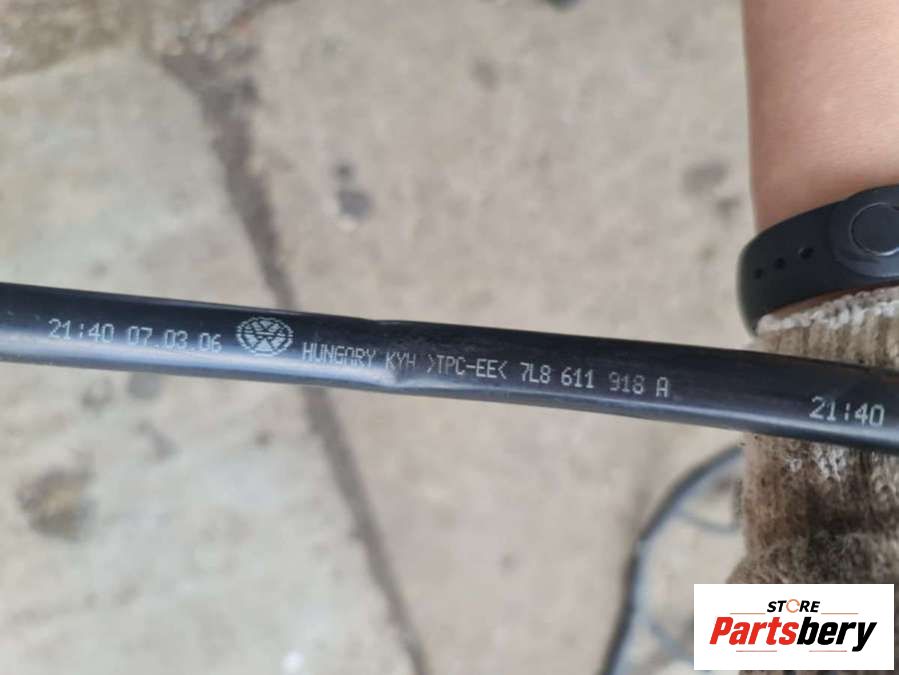 21:40 07.03.06 HUNGARY KYH >TPC-EE< 7L8 611 918 A 21:40
STORE
Partsbery